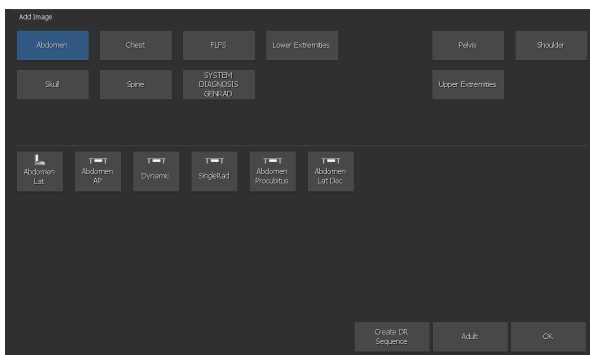 Add Image
Abdomen
Chest
FLFS
Lower Extremities
Pelvis
Shoulder
Skull
Spine
SYSTEM
DIAGNOSIS
GENRAD
Upper Extremities
Abdomen
Lat
Abdomen
AP
Dynamic
SingleRad
Abdomen
Procubitus
Abdomen
Lat Dec
Create DR
Sequence
Adult
OK